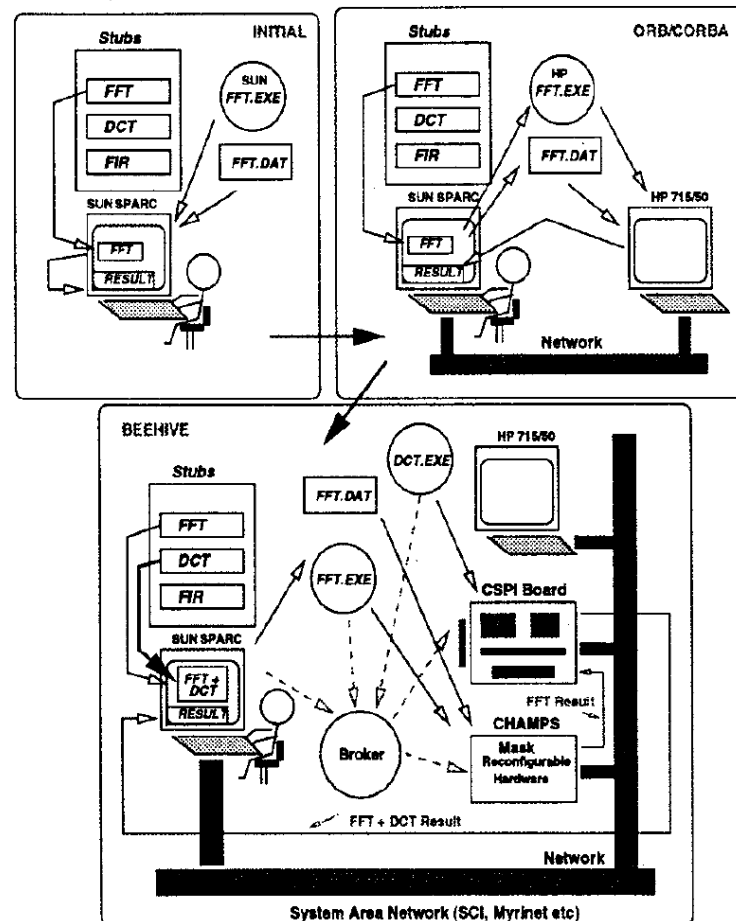 INITIAL
Stubs
FFT
DCT
FIR
SUN
FFT.EXE
FFT.DAT
SUN SPARC
FFT
RESULT
ORB/CORBA
Stubs
FFT
DCT
FIR
HP
FFT.EXE
FFT.DAT
SUN SPARC
HP 715/50
FFT
RESULT
Network
BEEHIVE
Stubs
FFT
DCT
FIR
FFT.DAT
DCT.EXE
HP 715/50
FFT.EXE
CSPI Board
SUN SPARC
FFT +
DCT
RESULT
FFT Result
CHAMPS
Mask
Reconfigurable
Hardware
Broker
FFT + DCT Result
Network
System Area Network (SCI, Myrinet etc)